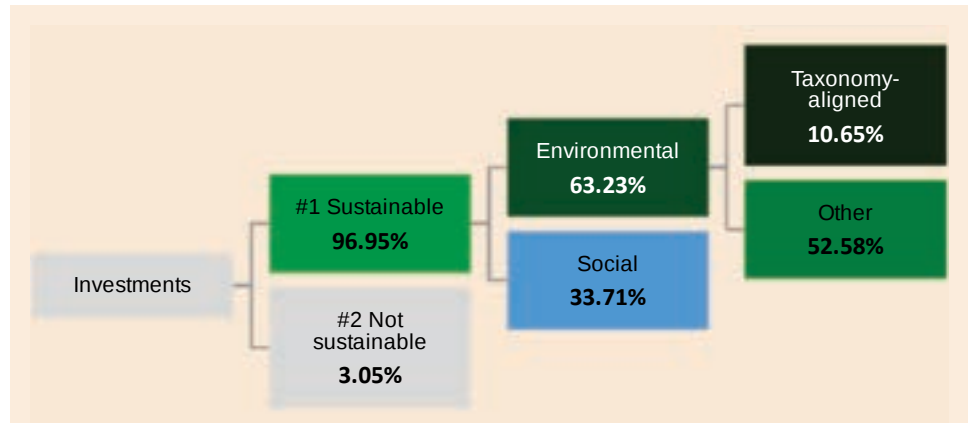 Investments
#1 Sustainable
96.95%
#2 Not
sustainable
3.05%
Environmental
63.23%
Social
33.71%
Taxonomy-
aligned
10.65%
Other
52.58%